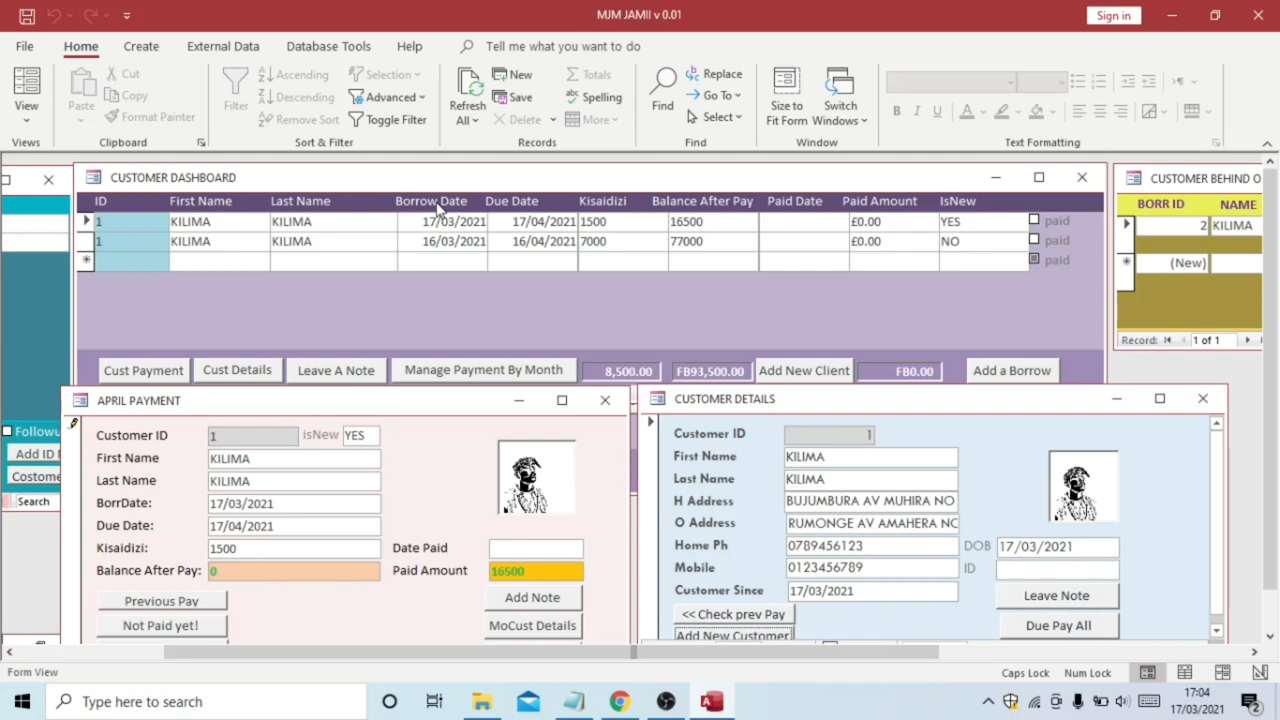 MJM JAMII v 0.01
Sign in
File Home Create External Data Database Tools Help Tell me what you want to do
View
Views
Paste
Cut
Copy
Format Painter
Clipboard
Filter
Ascending
Descending
Remove Sort
Selection
Advanced
Toggle Filter
Sort & Filter
Refresh All
New
Save
Delete
Totals
Spelling
More
Records
Find
Replace
Go To
Select
Find
Size to Fit Form
Switch Windows
Window
B I U
Text Formatting
CUSTOMER DASHBOARD
ID First Name Last Name Borrow Date Due Date Kisaidizi Balance After Pay Paid Date Paid Amount IsNew
1 KILIMA KILIMA 17/03/2021 17/04/2021 1500 16500 £0.00 YES paid
1 KILIMA KILIMA 16/03/2021 16/04/2021 7000 77000 £0.00 NO paid
paid
Cust Payment Cust Details Leave A Note Manage Payment By Month 8,500.00 FB93,500.00 Add New Client FB0.00 Add a Borrow
CUSTOMER BEHIND O
BORR ID NAME
2 KILIMA
(New)
Record: 1 of 1
Followu
Add ID
Costome
Search
APRIL PAYMENT
Customer ID 1 isNew YES
First Name KILIMA
Last Name KILIMA
BorrDate: 17/03/2021
Due Date: 17/04/2021
Kisaidizi: 1500 Date Paid
Balance After Pay: 0 Paid Amount 16500
Previous Pay Add Note
Not Paid yet! MoCust Details
CUSTOMER DETAILS
Customer ID 1
First Name KILIMA
Last Name KILIMA
H Address BUJUMBURA AV MUHIRA NO
O Address RUMONGE AV AMAHERA NO
Home Ph 0789456123 DOB 17/03/2021
Mobile 0123456789 ID
Customer Since 17/03/2021 Leave Note
<< Check prev Pay Due Pay All
Add New Customer
Form View Caps Lock Num Lock
Type here to search
17:04
17/03/2021
2